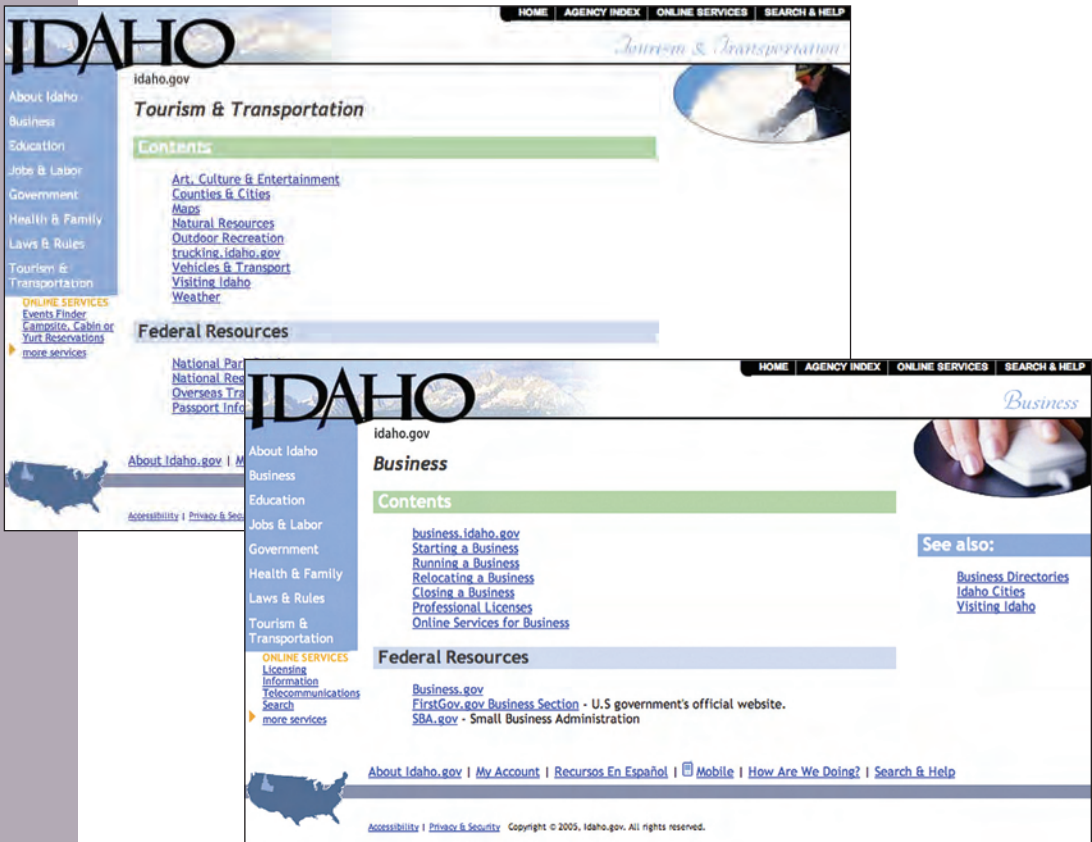 HOME | AGENCY INDEX | ONLINE SERVICES | SEARCH & HELP
IDAHO
Tourism & Transportation
idaho.gov
Tourism & Transportation
About Idaho
Business
Education
Jobs & Labor
Government
Health & Family
Laws & Rules
Tourism &
Transportation
ONLINE SERVICES
Events Finder
Campsite, Cabin or
Yurt Reservations
more services
Contents
Art, Culture & Entertainment
Counties & Cities
Maps
Natural Resources
Outdoor Recreation
trucking.idaho.gov
Vehicles & Transport
Visiting Idaho
Weather
Federal Resources
National
National
Overseas
Passport
About Idaho.gov |
Accessibility | Privacy &
HOME | AGENCY INDEX | ONLINE SERVICES | SEARCH & HELP
IDAHO
Business
idaho.gov
Business
About Idaho
Business
Education
Jobs & Labor
Government
Health & Family
Laws & Rules
Tourism &
Transportation
ONLINE SERVICES
Licensing
Information
Telecommunications
Search
more services
Contents
business.idaho.gov
Starting a Business
Running a Business
Relocating a Business
Closing a Business
Professional Licenses
Online Services for Business
See also:
Business Directories
Idaho Cities
Visiting Idaho
Federal Resources
Business.gov
FirstGov.gov Business Section - U.S government's official website.
SBA.gov - Small Business Administration
About Idaho.gov | My Account | Recursos En Español | Mobile | How Are We Doing? | Search & Help
Accessibility | Privacy & Security Copyright © 2005, Idaho.gov. All rights reserved.